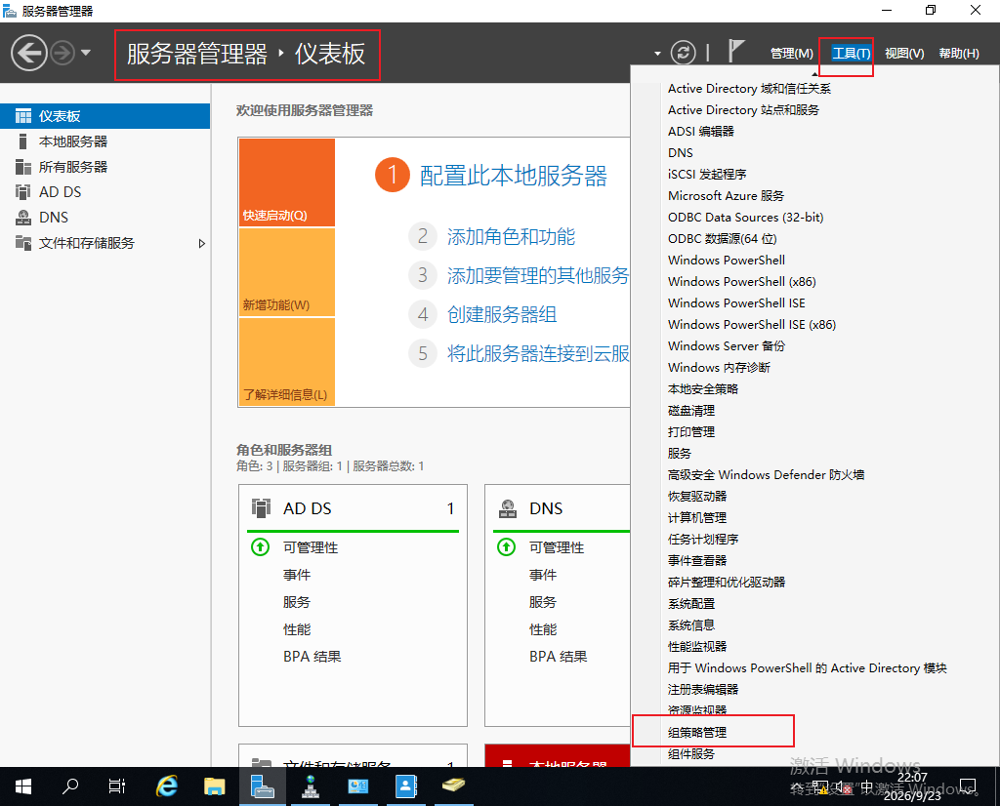 服务器管理器
服务器管理器 ‣ 仪表板
管理(M) 工具(T) 视图(V) 帮助(H)
仪表板
本地服务器
所有服务器
AD DS
DNS
文件和存储服务
欢迎使用服务器管理器
快速启动(Q)
新增功能(W)
了解详细信息(L)
1 配置此本地服务器
2 添加角色和功能
3 添加要管理的其他服务
4 创建服务器组
5 将此服务器连接到云服
角色和服务器组
角色: 3 | 服务器组: 1 | 服务器总数: 1
AD DS 1
可管理性
事件
服务
性能
BPA 结果
DNS
可管理性
事件
服务
性能
BPA 结果
文件和存储服务 1
本地服务器
Active Directory 域和信任关系
Active Directory 站点和服务
ADSI 编辑器
DNS
iSCSI 发起程序
Microsoft Azure 服务
ODBC Data Sources (32-bit)
ODBC 数据源(64 位)
Windows PowerShell
Windows PowerShell (x86)
Windows PowerShell ISE
Windows PowerShell ISE (x86)
Windows Server 备份
Windows 内存诊断
本地安全策略
磁盘清理
打印管理
服务
高级安全 Windows Defender 防火墙
恢复驱动器
计算机管理
任务计划程序
事件查看器
碎片整理和优化驱动器
系统配置
系统信息
性能监视器
用于 Windows PowerShell 的 Active Directory 模块
注册表编辑器
资源监视器
组策略管理
组件服务
激活 Windows
转到"设置"以激活 Windows。
中
22:07
2026/9/23